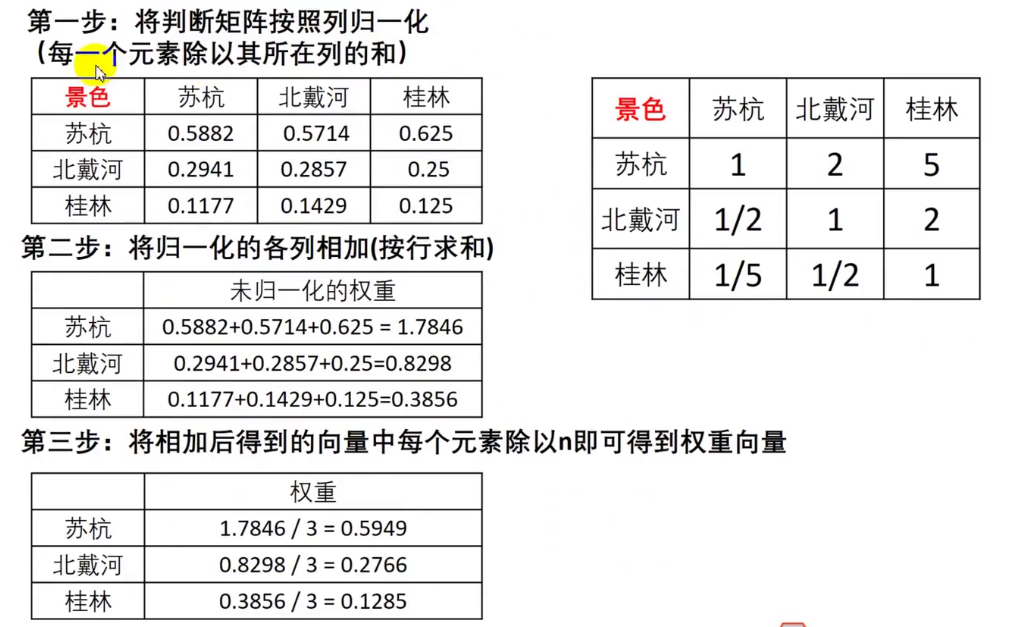 第一步：将判断矩阵按照列归一化
（每一个元素除以其所在列的和）
景色 苏杭 北戴河 桂林
苏杭 0.5882 0.5714 0.625
北戴河 0.2941 0.2857 0.25
桂林 0.1177 0.1429 0.125
第二步：将归一化的各列相加(按行求和)
未归一化的权重
苏杭 0.5882+0.5714+0.625 = 1.7846
北戴河 0.2941+0.2857+0.25=0.8298
桂林 0.1177+0.1429+0.125=0.3856
第三步：将相加后得到的向量中每个元素除以n即可得到权重向量
权重
苏杭 1.7846 / 3 = 0.5949
北戴河 0.8298 / 3 = 0.2766
桂林 0.3856 / 3 = 0.1285
景色 苏杭 北戴河 桂林
苏杭 1 2 5
北戴河 1/2 1 2
桂林 1/5 1/2 1